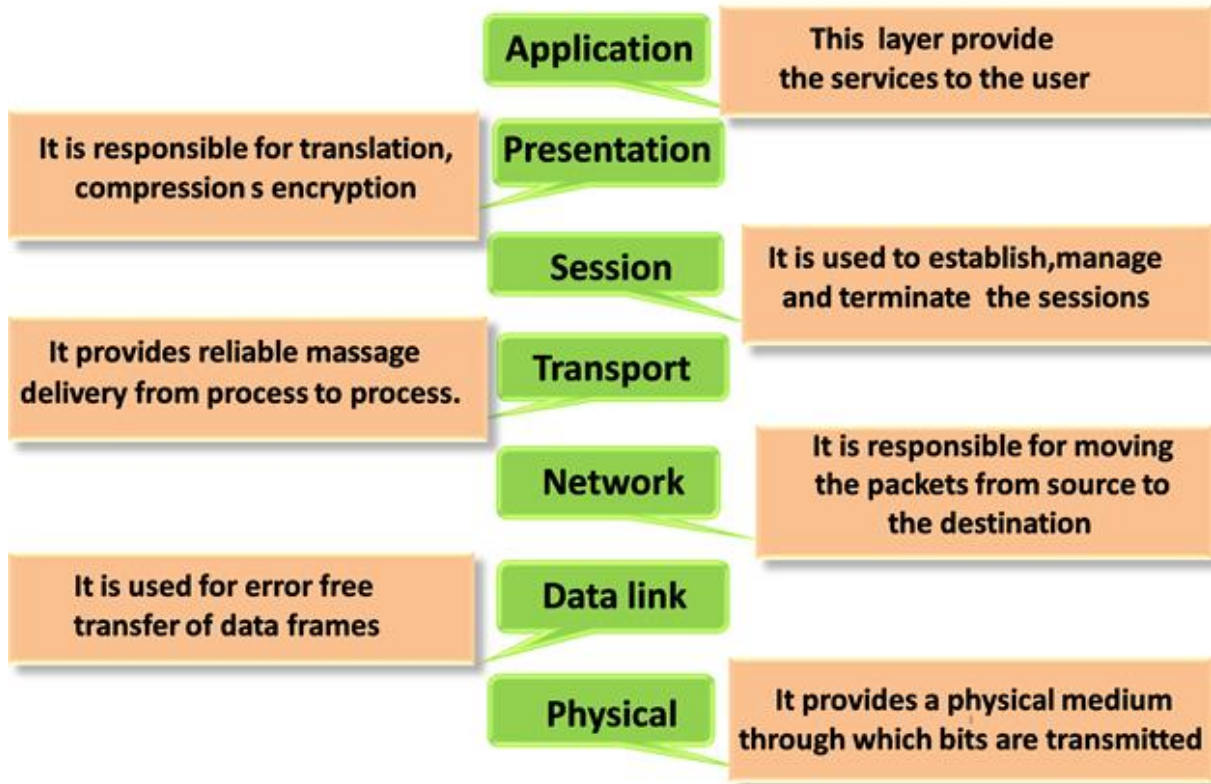 Application
This layer provide
the services to the user
Presentation
It is responsible for translation,
compression s encryption
Session
It is used to establish,manage
and terminate the sessions
Transport
It provides reliable massage
delivery from process to process.
Network
It is responsible for moving
the packets from source to
the destination
Data link
It is used for error free
transfer of data frames
Physical
It provides a physical medium
through which bits are transmitted